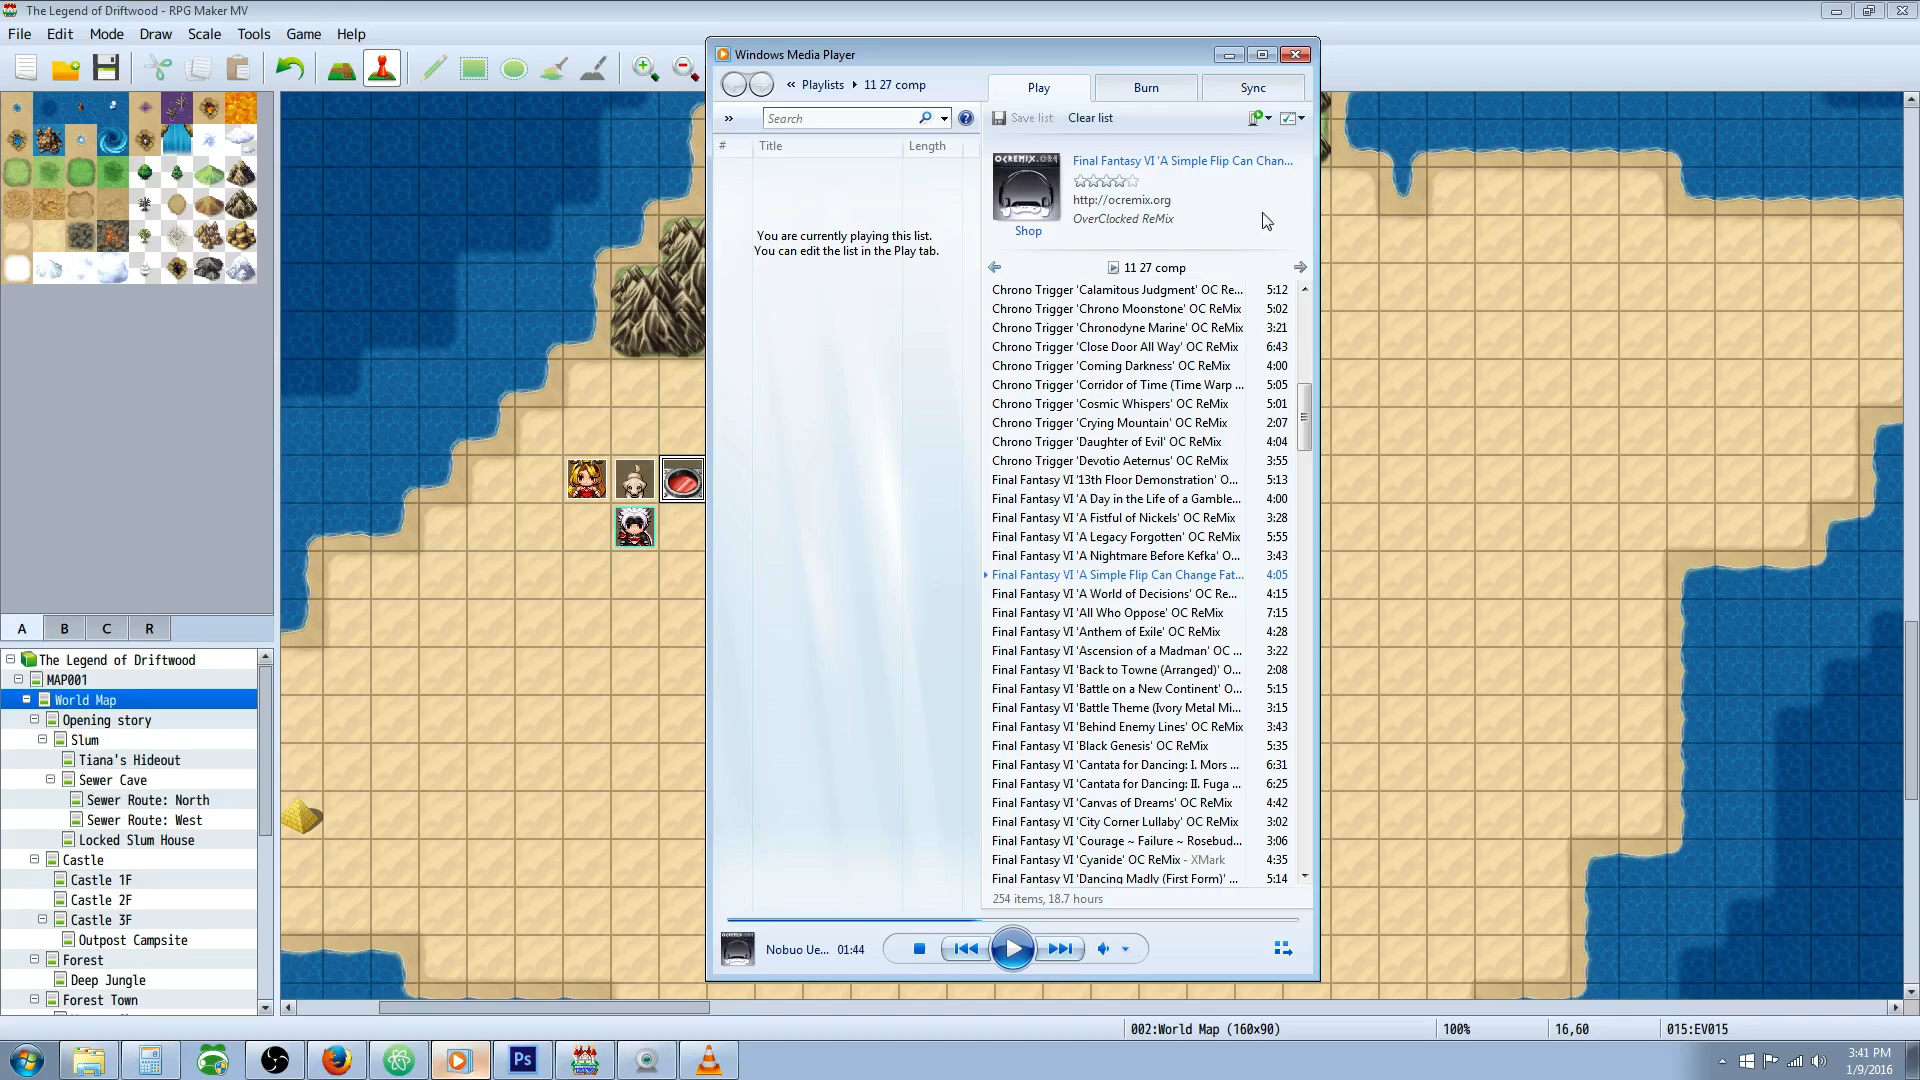 The Legend of Driftwood - RPG Maker MV
File Edit Mode Draw Scale Tools Game Help
Windows Media Player
« Playlists 11 27 comp
Play Burn Sync
» Search
Save list Clear list
# Title Length
OCREMIX.ORG
Final Fantasy VI 'A Simple Flip Can Chan...
http://ocremix.org
OverClocked ReMix
Shop
You are currently playing this list.
You can edit the list in the Play tab.
11 27 comp
Chrono Trigger 'Calamitous Judgment' OC Re... 5:12
Chrono Trigger 'Chrono Moonstone' OC ReMix 5:02
Chrono Trigger 'Chronodyne Marine' OC ReMix 3:21
Chrono Trigger 'Close Door All Way' OC ReMix 6:43
Chrono Trigger 'Coming Darkness' OC ReMix 4:00
Chrono Trigger 'Corridor of Time (Time Warp ... 5:05
Chrono Trigger 'Cosmic Whispers' OC ReMix 5:01
Chrono Trigger 'Crying Mountain' OC ReMix 2:07
Chrono Trigger 'Daughter of Evil' OC ReMix 4:04
Chrono Trigger 'Devotio Aeternus' OC ReMix 3:55
Final Fantasy VI '13th Floor Demonstration' O... 5:13
Final Fantasy VI 'A Day in the Life of a Gamble... 4:00
Final Fantasy VI 'A Fistful of Nickels' OC ReMix 3:28
Final Fantasy VI 'A Legacy Forgotten' OC ReMix 5:55
Final Fantasy VI 'A Nightmare Before Kefka' O... 3:43
Final Fantasy VI 'A Simple Flip Can Change Fat... 4:05
Final Fantasy VI 'A World of Decisions' OC Re... 4:15
Final Fantasy VI 'All Who Oppose' OC ReMix 7:15
Final Fantasy VI 'Anthem of Exile' OC ReMix 4:28
Final Fantasy VI 'Ascension of a Madman' OC ... 3:22
Final Fantasy VI 'Back to Towne (Arranged)' O... 2:08
Final Fantasy VI 'Battle on a New Continent' O... 5:15
Final Fantasy VI 'Battle Theme (Ivory Metal Mi... 3:15
Final Fantasy VI 'Behind Enemy Lines' OC ReMix 3:43
Final Fantasy VI 'Black Genesis' OC ReMix 5:35
Final Fantasy VI 'Cantata for Dancing: I. Mors ... 6:31
Final Fantasy VI 'Cantata for Dancing: II. Fuga ... 6:25
Final Fantasy VI 'Canvas of Dreams' OC ReMix 4:42
Final Fantasy VI 'City Corner Lullaby' OC ReMix 3:02
Final Fantasy VI 'Courage ~ Failure ~ Rosebud... 3:06
Final Fantasy VI 'Cyanide' OC ReMix - XMark 4:35
Final Fantasy VI 'Dancing Madly (First Form)' ... 5:14
254 items, 18.7 hours
Nobuo Ue... 01:44
A B C R
The Legend of Driftwood
MAP001
World Map
Opening story
Slum
Tiana's Hideout
Sewer Cave
Sewer Route: North
Sewer Route: West
Locked Slum House
Castle
Castle 1F
Castle 2F
Castle 3F
Outpost Campsite
Forest
Deep Jungle
Forest Town
002:World Map (160x90) 100% 16,60 015:EV015
Ps
3:41 PM
1/9/2016